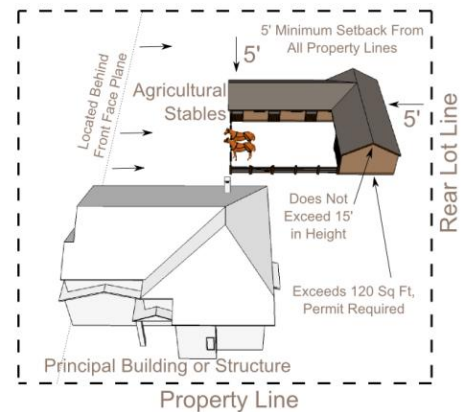 5' Minimum Setback From
All Property Lines
5'
Located Behind
Front Face Plane
Agricultural
Stables
5'
Rear Lot Line
Does Not
Exceed 15'
in Height
Exceeds 120 Sq Ft,
Permit Required
Principal Building or Structure
Property Line